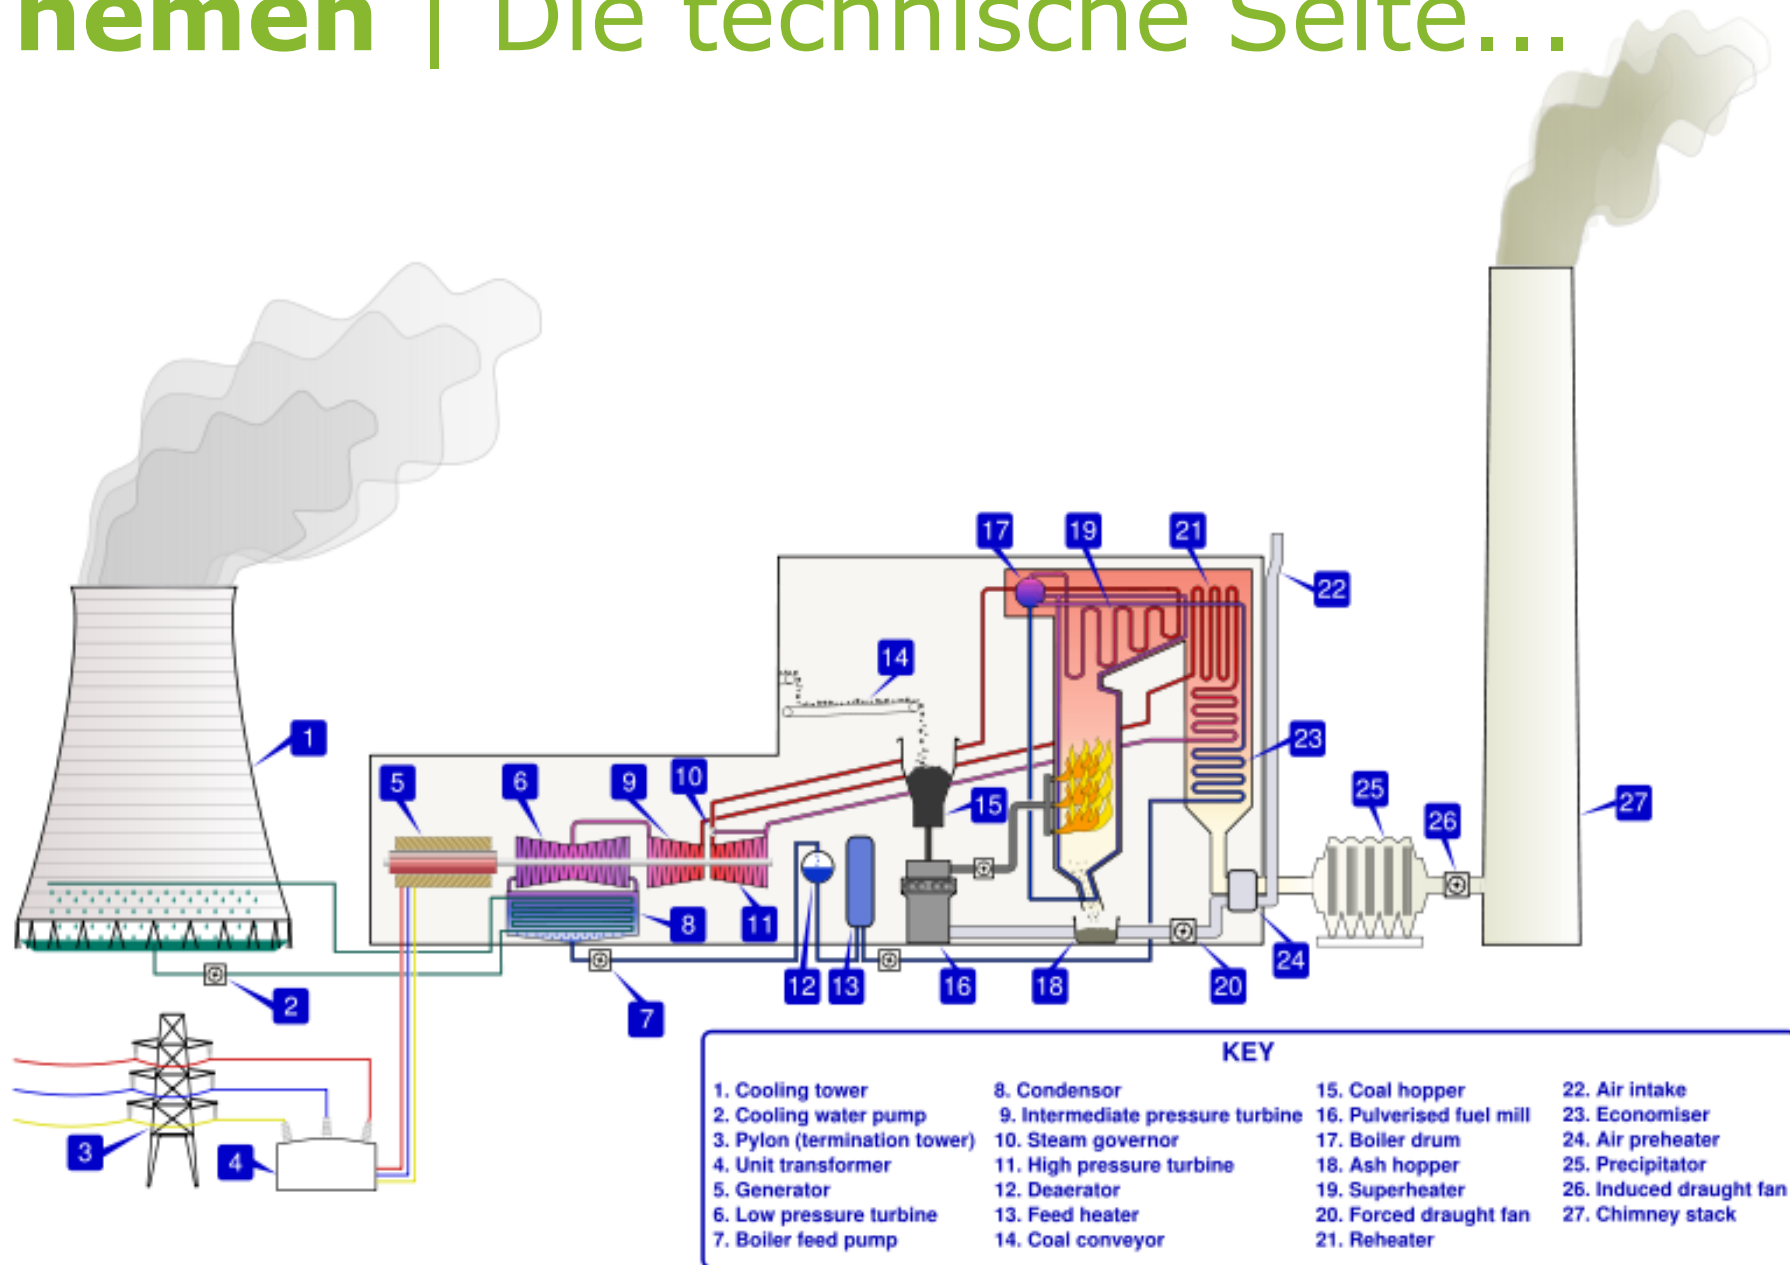 nemen | Die technische Seite...
17
19
21
22
14
1
23
10
5
6
9
25
15
27
26
11
8
24
12
13
16
18
20
2
7
3
4
KEY
1. Cooling tower
2. Cooling water pump
3. Pylon (termination tower)
4. Unit transformer
5. Generator
6. Low pressure turbine
7. Boiler feed pump
8. Condensor
9. Intermediate pressure turbine
10. Steam governor
11. High pressure turbine
12. Deaerator
13. Feed heater
14. Coal conveyor
15. Coal hopper
16. Pulverised fuel mill
17. Boiler drum
18. Ash hopper
19. Superheater
20. Forced draught fan
21. Reheater
22. Air intake
23. Economiser
24. Air preheater
25. Precipitator
26. Induced draught fan
27. Chimney stack